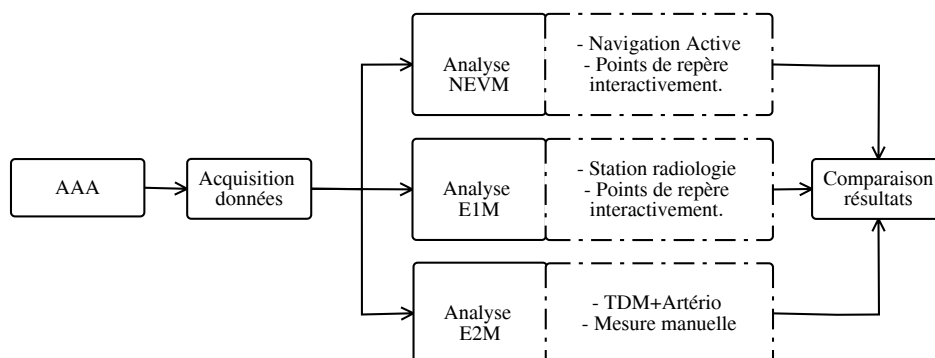 AAA
Acquisition
données
Analyse
NEVM
- Navigation Active
- Points de repère
interactivement.
Analyse
E1M
- Station radiologie
- Points de repère
interactivement.
Analyse
E2M
- TDM+Artério
- Mesure manuelle
Comparaison
résultats